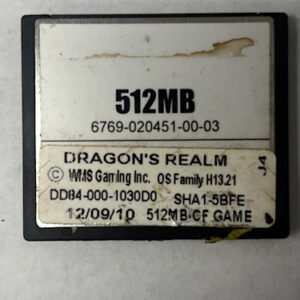 512MB
6769-020451-00-03
DRAGON'S REALM
© WMS Gaming Inc. OS Family H13.21
DD84-000-1030D0 SHA1-5BFE
12/09/10 512MB-CF GAME
J4